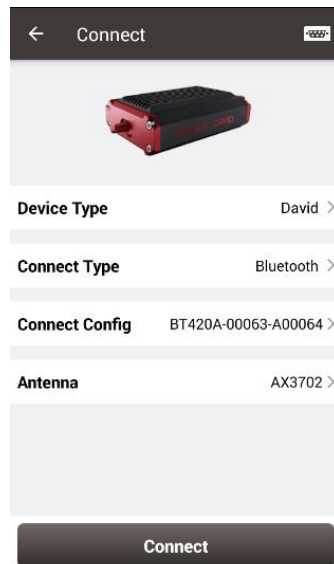 Connect
Device Type David
Connect Type Bluetooth
Connect Config BT420A-00063-A00064
Antenna AX3702
Connect